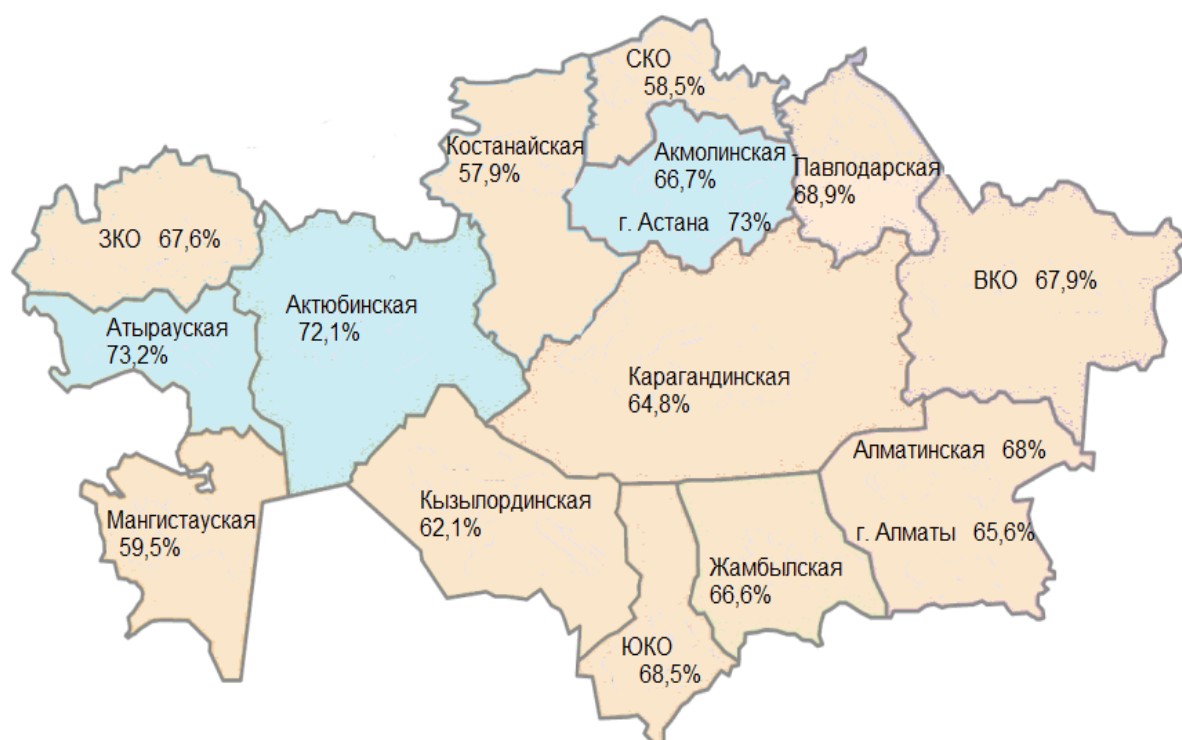 СКО
58,5%
Костанайская
57,9%
Акмолинская
66,7%
г. Астана 73%
Павлодарская
68,9%
ЗКО 67,6%
ВКО 67,9%
Актюбинская
72,1%
Атырауская
73,2%
Карагандинская
64,8%
Алматинская 68%
г. Алматы 65,6%
Кызылординская
62,1%
Мангистауская
59,5%
Жамбылская
66,6%
ЮКО
68,5%